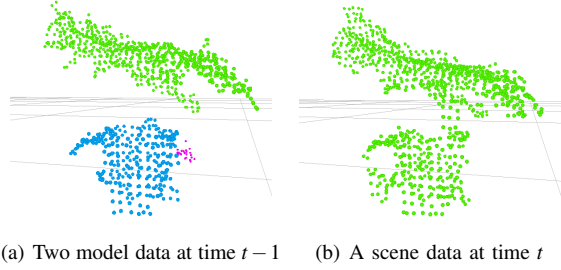 (a) Two model data at time t − 1
(b) A scene data at time t